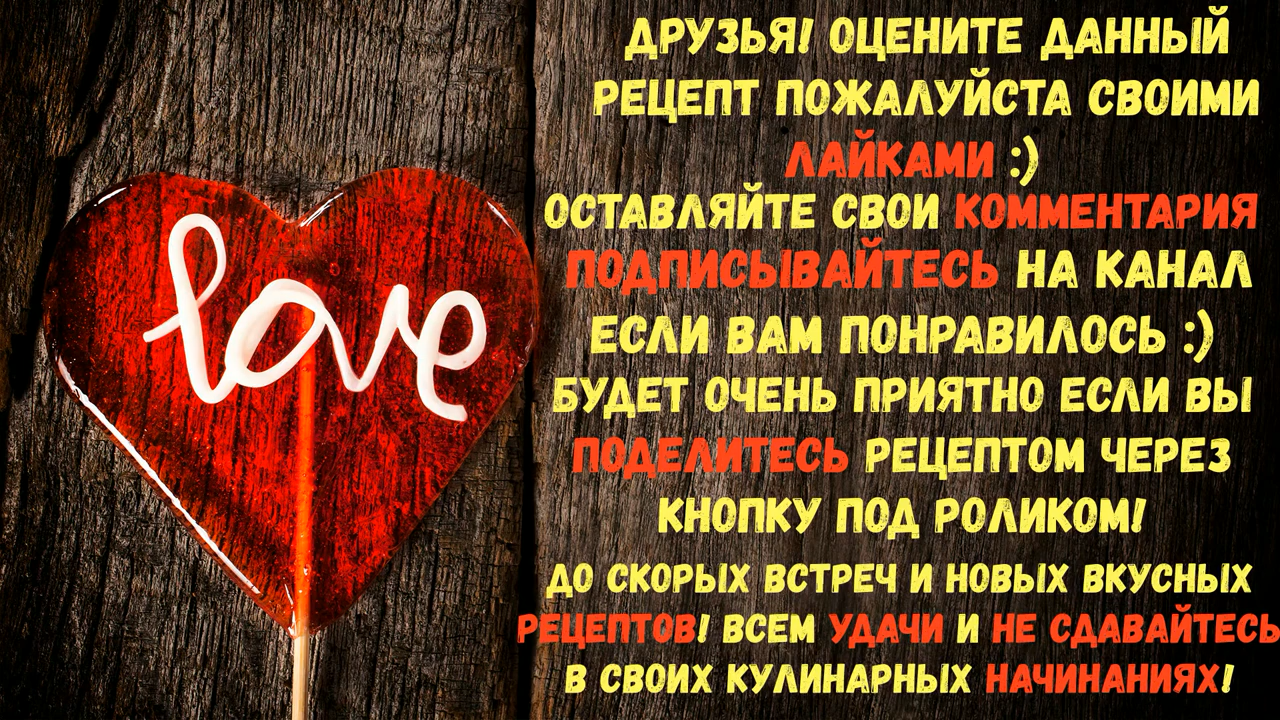 love
ДРУЗЬЯ! ОЦЕНИТЕ ДАННЫЙ
РЕЦЕПТ ПОЖАЛУЙСТА СВОИМИ
ЛАЙКАМИ :)
ОСТАВЛЯЙТЕ СВОИ КОММЕНТАРИЯ
ПОДПИСЫВАЙТЕСЬ НА КАНАЛ
ЕСЛИ ВАМ ПОНРАВИЛОСЬ :)
БУДЕТ ОЧЕНЬ ПРИЯТНО ЕСЛИ ВЫ
ПОДЕЛИТЕСЬ РЕЦЕПТОМ ЧЕРЕЗ
КНОПКУ ПОД РОЛИКОМ!
ДО СКОРЫХ ВСТРЕЧ И НОВЫХ ВКУСНЫХ
РЕЦЕПТОВ! ВСЕМ УДАЧИ И НЕ СДАВАЙТЕСЬ
В СВОИХ КУЛИНАРНЫХ НАЧИНАНИЯХ!